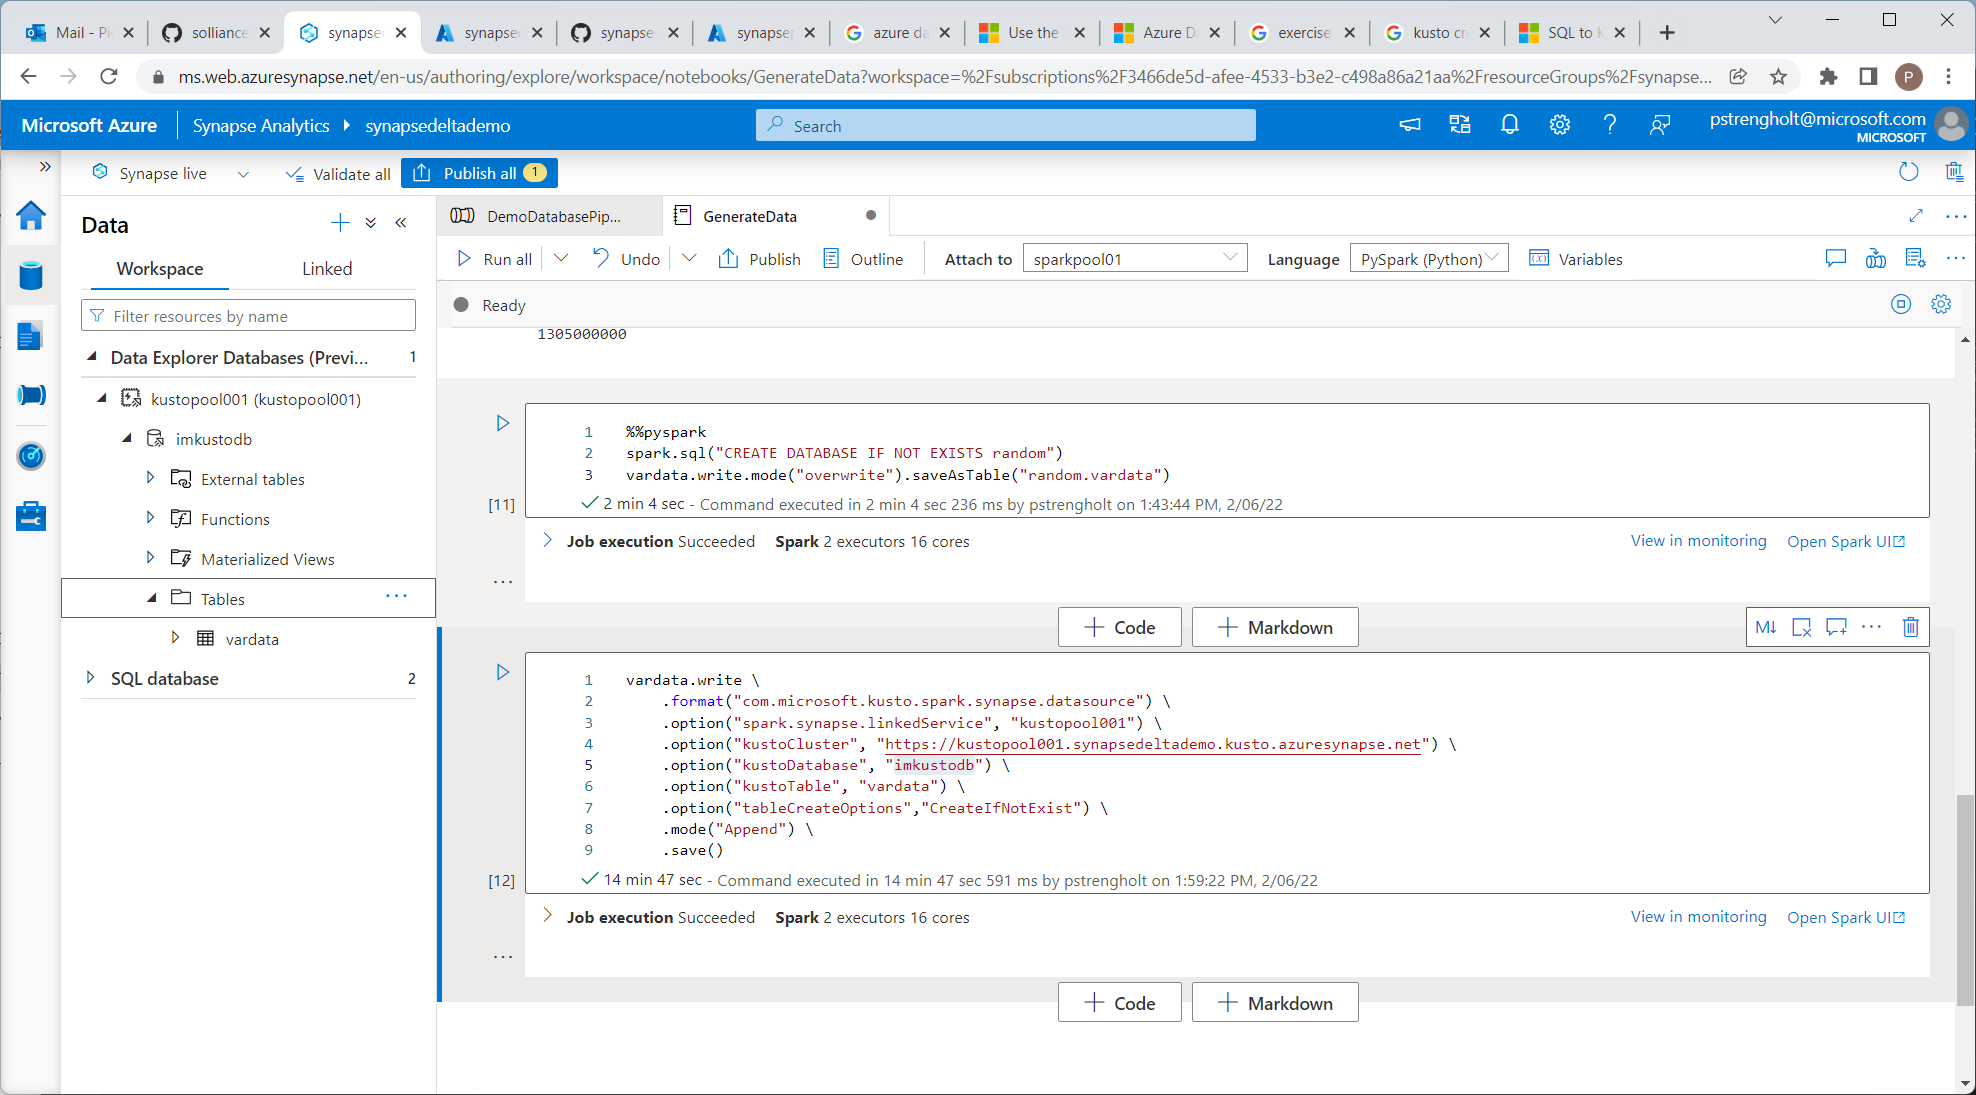 Mail - Pi
solliance
synapsed
synapsed
synapse
synapsep
azure da
Use the
Azure D
exercise
kusto cr
SQL to K
ms.web.azuresynapse.net/en-us/authoring/explore/workspace/notebooks/GenerateData?workspace=%2Fsubscriptions%2F3466de5d-afee-4533-b3e2-c498a86a21aa%2FresourceGroups%2Fsynapse...
P
Microsoft Azure
Synapse Analytics
synapsedeltademo
Search
pstrengholt@microsoft.com
MICROSOFT
Synapse live
Validate all
Publish all 1
Data
Workspace
Linked
Filter resources by name
Data Explorer Databases (Previ... 1
kustopool001 (kustopool001)
imkustodb
External tables
Functions
Materialized Views
Tables
vardata
SQL database 2
DemoDatabasePip...
GenerateData
Run all
Undo
Publish
Outline
Attach to
sparkpool01
Language
PySpark (Python)
Variables
Ready
1305000000
1 %%pyspark
2 spark.sql("CREATE DATABASE IF NOT EXISTS random")
3 vardata.write.mode("overwrite").saveAsTable("random.vardata")
[11]
2 min 4 sec - Command executed in 2 min 4 sec 236 ms by pstrengholt on 1:43:44 PM, 2/06/22
Job execution Succeeded Spark 2 executors 16 cores
View in monitoring
Open Spark UI
+ Code
+ Markdown
M↓
1 vardata.write \
2 .format("com.microsoft.kusto.spark.synapse.datasource") \
3 .option("spark.synapse.linkedService", "kustopool001") \
4 .option("kustoCluster", "https://kustopool001.synapsedeltademo.kusto.azuresynapse.net") \
5 .option("kustoDatabase", "imkustodb") \
6 .option("kustoTable", "vardata") \
7 .option("tableCreateOptions","CreateIfNotExist") \
8 .mode("Append") \
9 .save()
[12]
14 min 47 sec - Command executed in 14 min 47 sec 591 ms by pstrengholt on 1:59:22 PM, 2/06/22
Job execution Succeeded Spark 2 executors 16 cores
View in monitoring
Open Spark UI
+ Code
+ Markdown